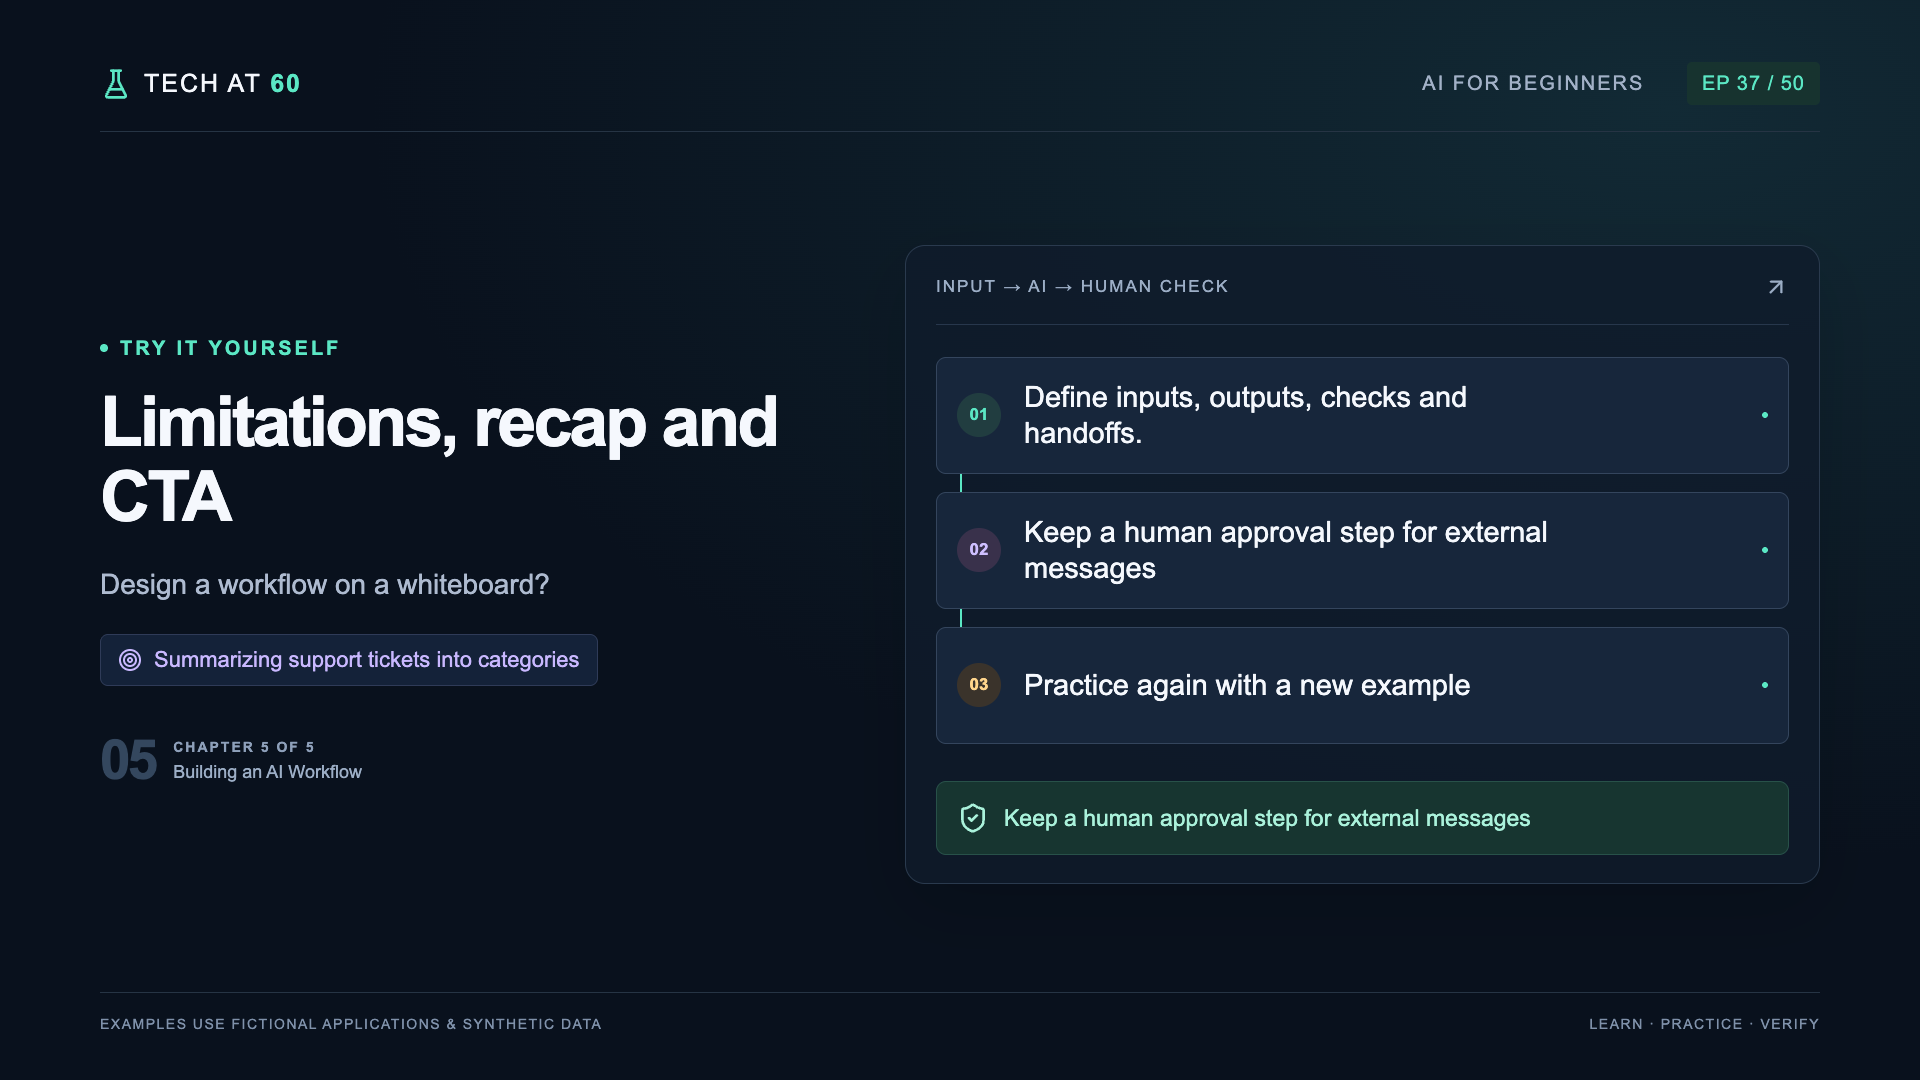 TECH AT 60
AI FOR BEGINNERS
EP 37 / 50
• TRY IT YOURSELF
Limitations, recap and
CTA
Design a workflow on a whiteboard?
Summarizing support tickets into categories
05
CHAPTER 5 OF 5
Building an AI Workflow
INPUT → AI → HUMAN CHECK
01
Define inputs, outputs, checks and
handoffs.
02
Keep a human approval step for external
messages
03
Practice again with a new example
Keep a human approval step for external messages
EXAMPLES USE FICTIONAL APPLICATIONS & SYNTHETIC DATA
LEARN · PRACTICE · VERIFY